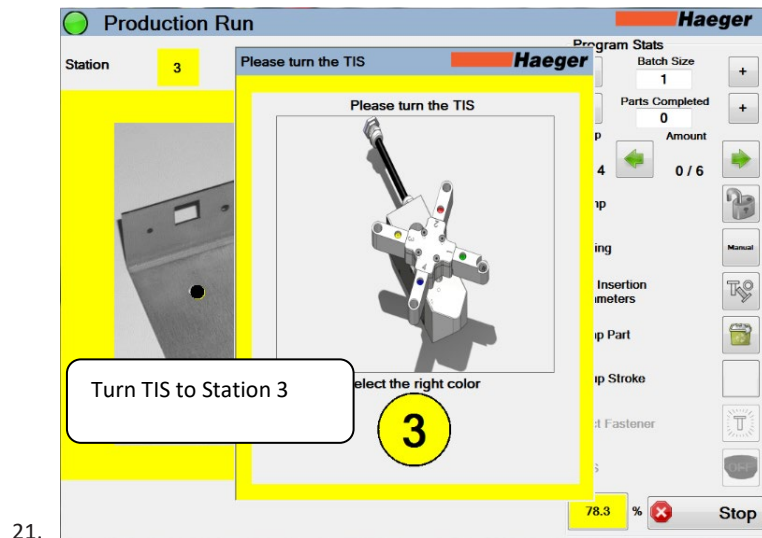 Production Run
Haeger
Station
3
Please turn the TIS
Haeger
Please turn the TIS
elect the right color
3
Turn TIS to Station 3
Program Stats
Batch Size
1
+
Parts Completed
0
+
Amount
4
0 / 6
Manual
Insertion
p Part
p Stroke
Fastener
T
OFF
78.3
%
Stop
21.